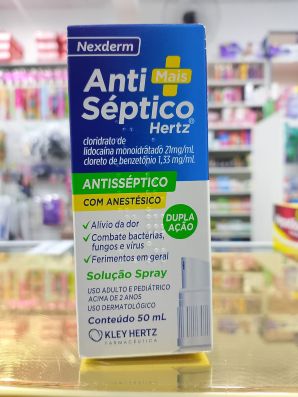 Nexderm
Anti Mais
Séptico
Hertz®
cloridrato de
lidocaína monoidratado 21mg/mL
cloreto de benzetônio 1,33 mg/mL
ANTISSÉPTICO
COM ANESTÉSICO
DUPLA
AÇÃO
Alívio da dor
Combate bactérias,
fungos e vírus
Ferimentos em geral
Solução Spray
USO ADULTO E PEDIÁTRICO
ACIMA DE 2 ANOS
USO DERMATOLÓGICO
Conteúdo 50 mL
KLEY HERTZ
FARMACÊUTICA